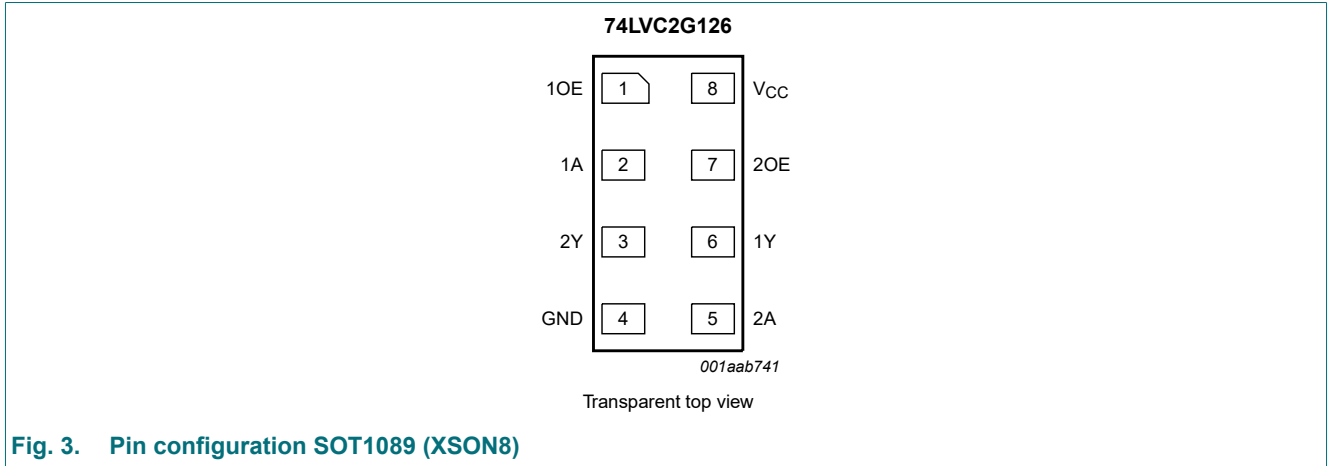 74LVC2G126
1OE 1 8 VCC
1A 2 7 2OE
2Y 3 6 1Y
GND 4 5 2A
001aab741
Transparent top view
Fig. 3. Pin configuration SOT1089 (XSON8)